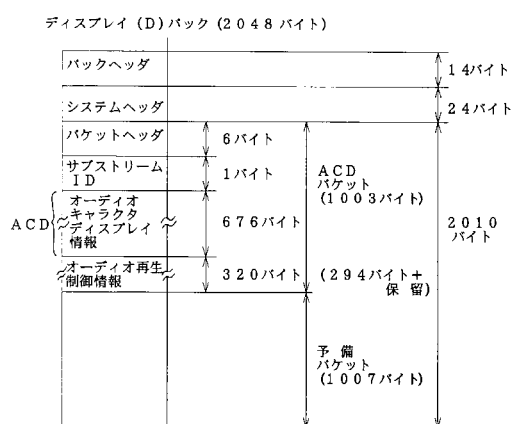 ディスプレイ (D) パック (2048 バイト)
パックヘッダ
14バイト
システムヘッダ
24バイト
パケットヘッダ
6バイト
サブストリーム
ID
1バイト
ACD
パケット
(1003バイト)
2010
バイト
ACD
オーディオ
キャラクタ
ディスプレイ
情報
676バイト
オーディオ再生
制御情報
320バイト
(294バイト+
保 留)
予 備
パケット
(1007バイト)